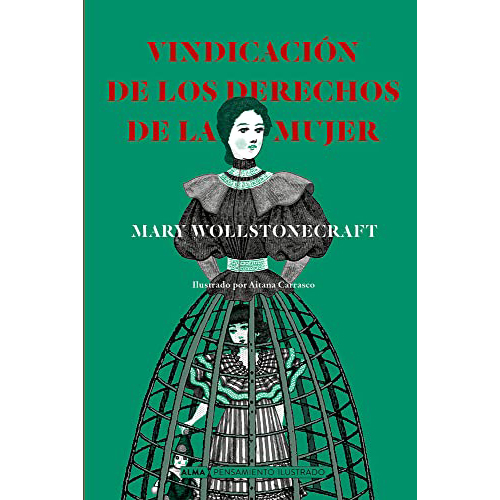 VINDICACIÓN
DE LOS DERECHOS
DE LA MUJER
MARY WOLLSTONECRAFT
Ilustrado por Aitana Carrasco
ALMA PENSAMIENTO ILUSTRADO